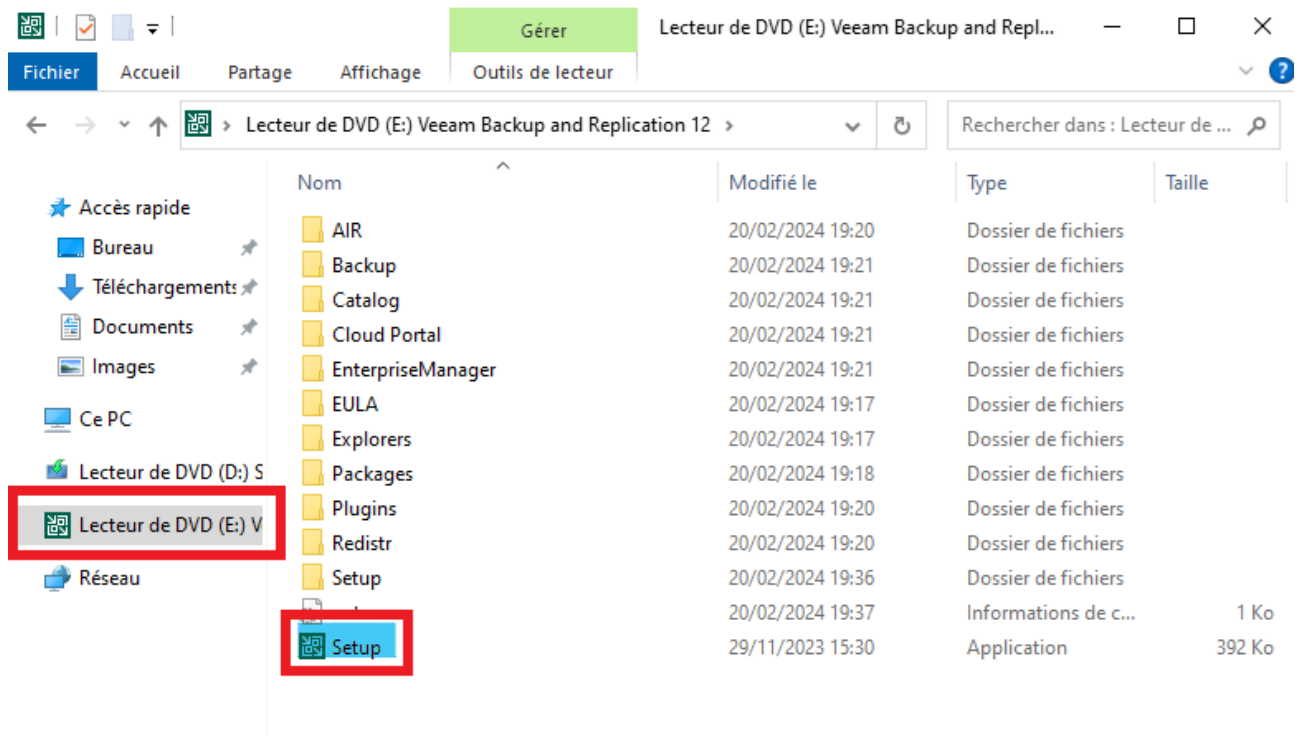 Gérer
Lecteur de DVD (E:) Veeam Backup and Repl...
Fichier Accueil Partage Affichage Outils de lecteur
Lecteur de DVD (E:) Veeam Backup and Replication 12
Rechercher dans : Lecteur de ...
Accès rapide
Bureau
Téléchargements
Documents
Images
Ce PC
Lecteur de DVD (D:) S
Lecteur de DVD (E:) V
Réseau
Nom Modifié le Type Taille
AIR 20/02/2024 19:20 Dossier de fichiers
Backup 20/02/2024 19:21 Dossier de fichiers
Catalog 20/02/2024 19:21 Dossier de fichiers
Cloud Portal 20/02/2024 19:21 Dossier de fichiers
EnterpriseManager 20/02/2024 19:21 Dossier de fichiers
EULA 20/02/2024 19:17 Dossier de fichiers
Explorers 20/02/2024 19:17 Dossier de fichiers
Packages 20/02/2024 19:18 Dossier de fichiers
Plugins 20/02/2024 19:20 Dossier de fichiers
Redistr 20/02/2024 19:20 Dossier de fichiers
Setup 20/02/2024 19:36 Dossier de fichiers
20/02/2024 19:37 Informations de c... 1 Ko
Setup 29/11/2023 15:30 Application 392 Ko